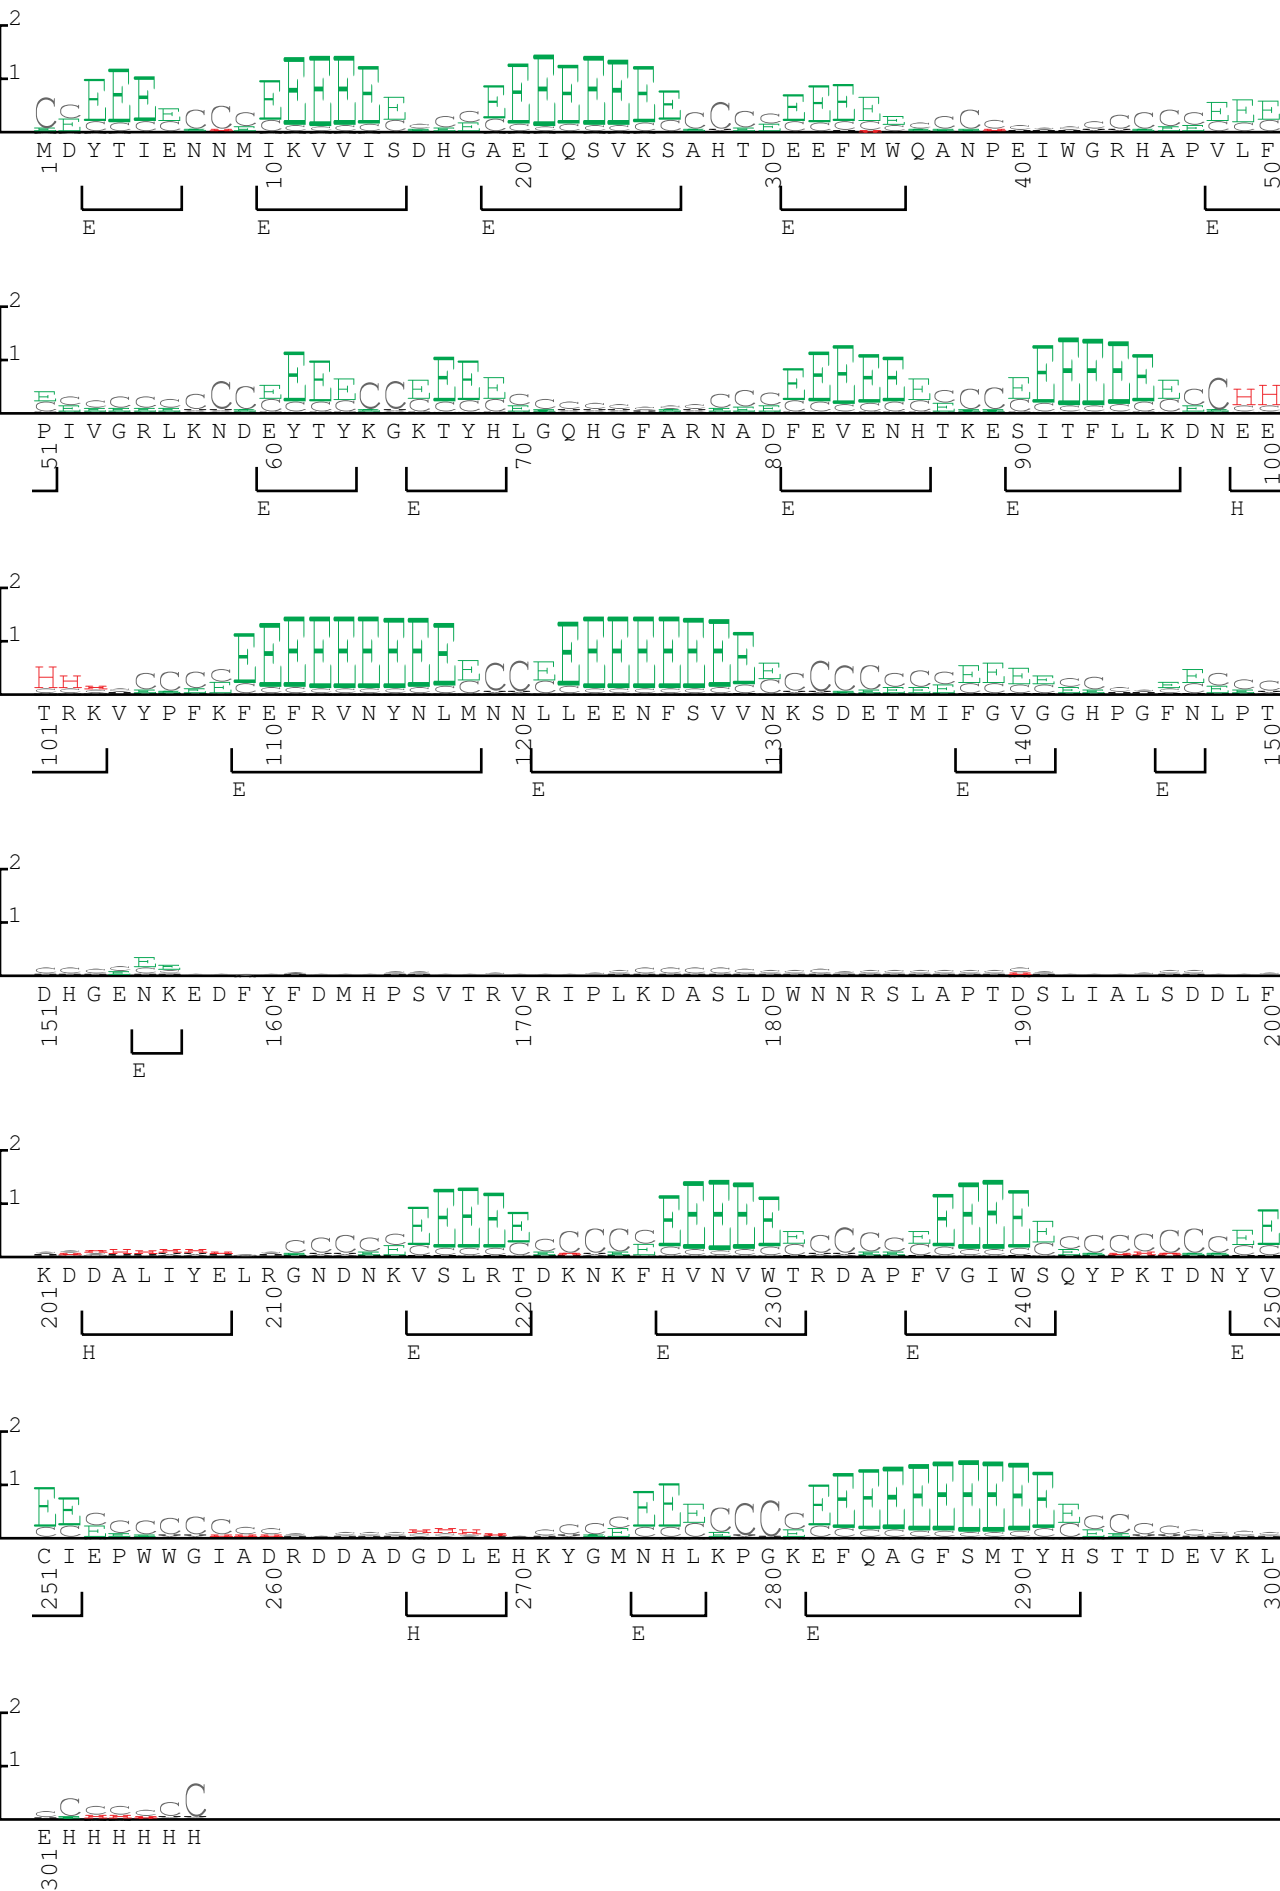 2
1
M D Y T I E N N M I K V V I S D H G A E I Q S V K S A H T D E E F M W Q A N P E I W G R H A P V L F
1 10 20 30 40 50
E E E E E
2
1
P I V G R L K N D E Y T Y K G K T Y H L G Q H G F A R N A D F E V E N H T K E S I T F L L K D N E E
51 60 70 80 90 100
E E E E H
2
1
T R K V Y P F K F E F R V N Y N L M N N L L E E N F S V V N K S D E T M I F G V G G H P G F N L P T
101 110 120 130 140 150
E E E E
2
1
D H G E N K E D F Y F D M H P S V T R V R I P L K D A S L D W N N R S L A P T D S L I A L S D D L F
151 160 170 180 190 200
E
2
1
K D D A L I Y E L R G N D N K V S L R T D K N K F H V N V W T R D A P F V G I W S Q Y P K T D N Y V
201 210 220 230 240 250
H E E E E
2
1
C I E P W W G I A D R D D A D G D L E H K Y G M N H L K P G K E F Q A G F S M T Y H S T T D E V K L
251 260 270 280 290 300
H E E
2
1
E H H H H H H
301